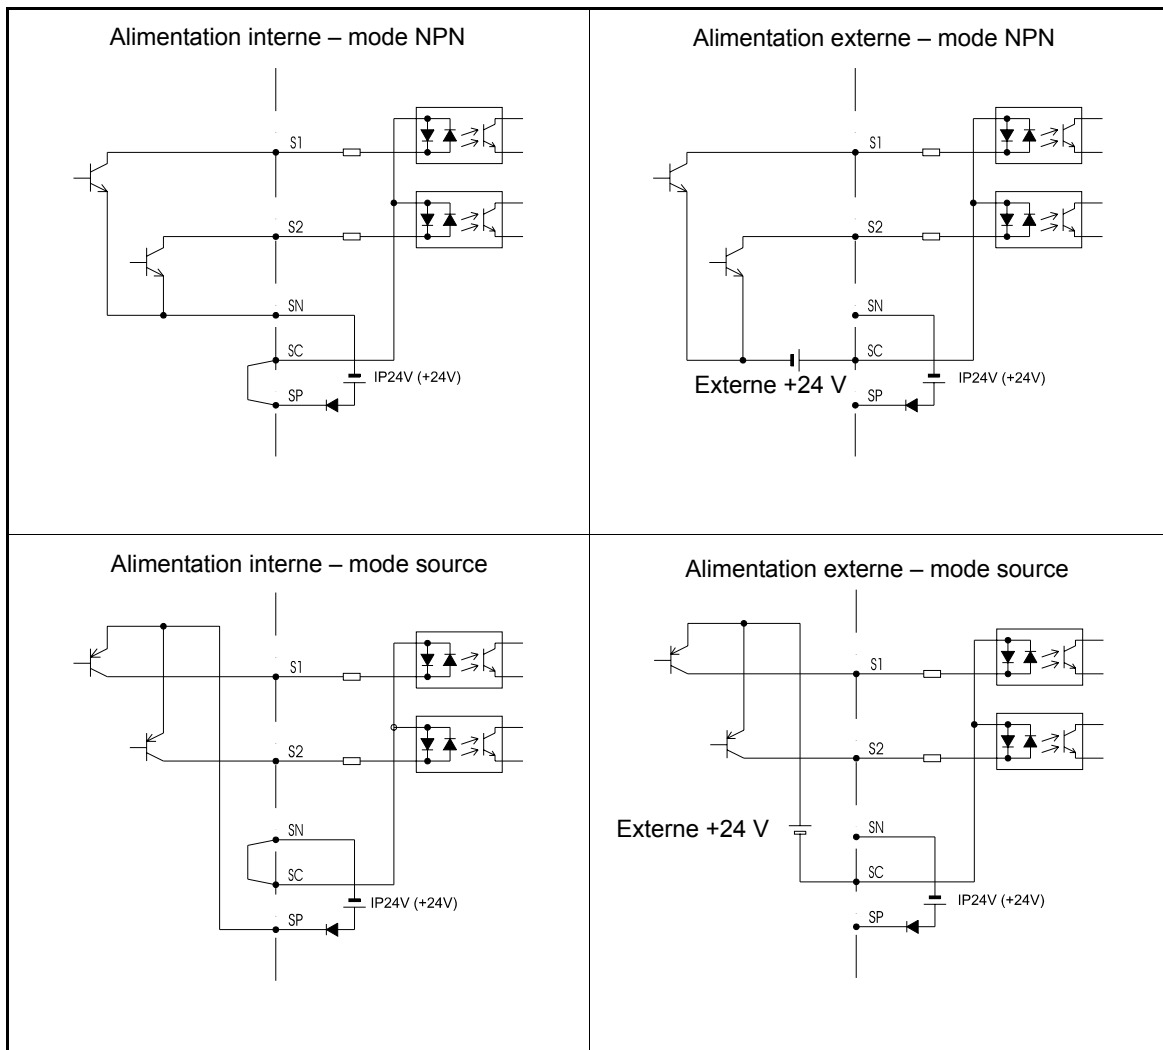 Alimentation interne – mode NPN
S1
S2
SN
SC
IP24V (+24V)
SP
Alimentation externe – mode NPN
S1
S2
SN
SC
Externe +24 V
IP24V (+24V)
SP
Alimentation interne – mode source
S1
S2
SN
SC
IP24V (+24V)
SP
Alimentation externe – mode source
S1
S2
Externe +24 V
SN
SC
IP24V (+24V)
SP